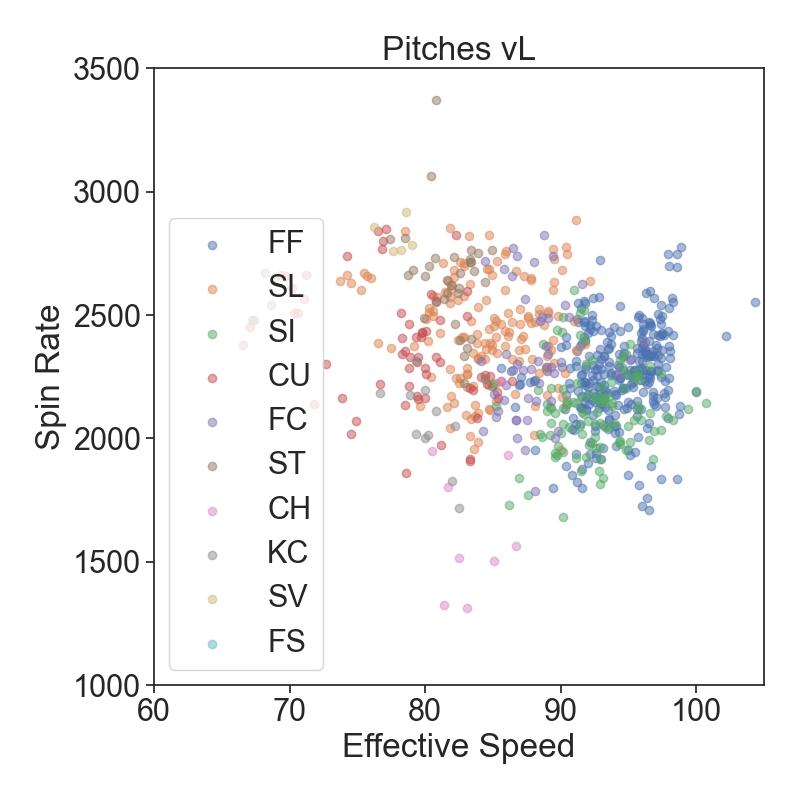 Pitches vL
3500
3000
2500
2000
1500
1000
Spin Rate
FF
SL
SI
CU
FC
ST
CH
KC
SV
FS
60 70 80 90 100
Effective Speed